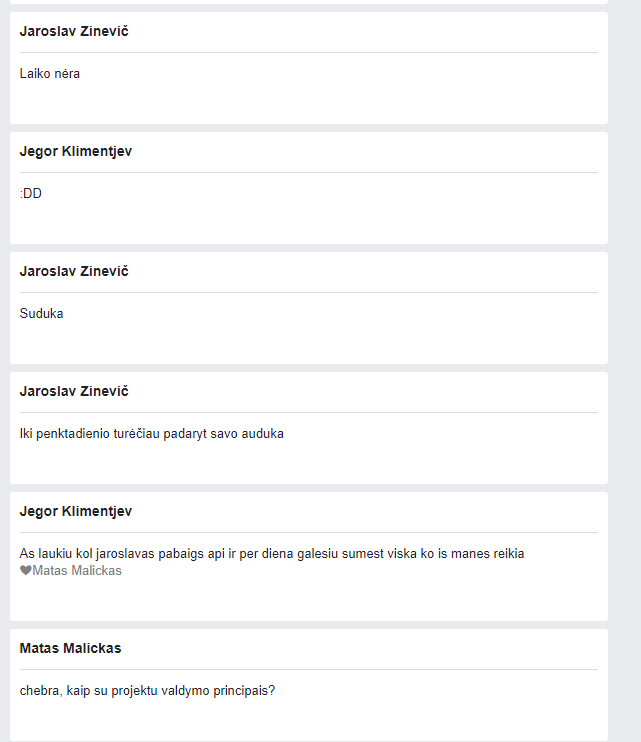 Jaroslav Zinevič
Laiko nėra
Jegor Klimentjev
:DD
Jaroslav Zinevič
Suduka
Jaroslav Zinevič
Iki penktadienio turėčiau padaryt savo auduka
Jegor Klimentjev
As laukiu kol jaroslavas pabaigs api ir per diena galesiu sumest viska ko is manes reikia
❤Matas Malickas
Matas Malickas
chebra, kaip su projektu valdymo principais?